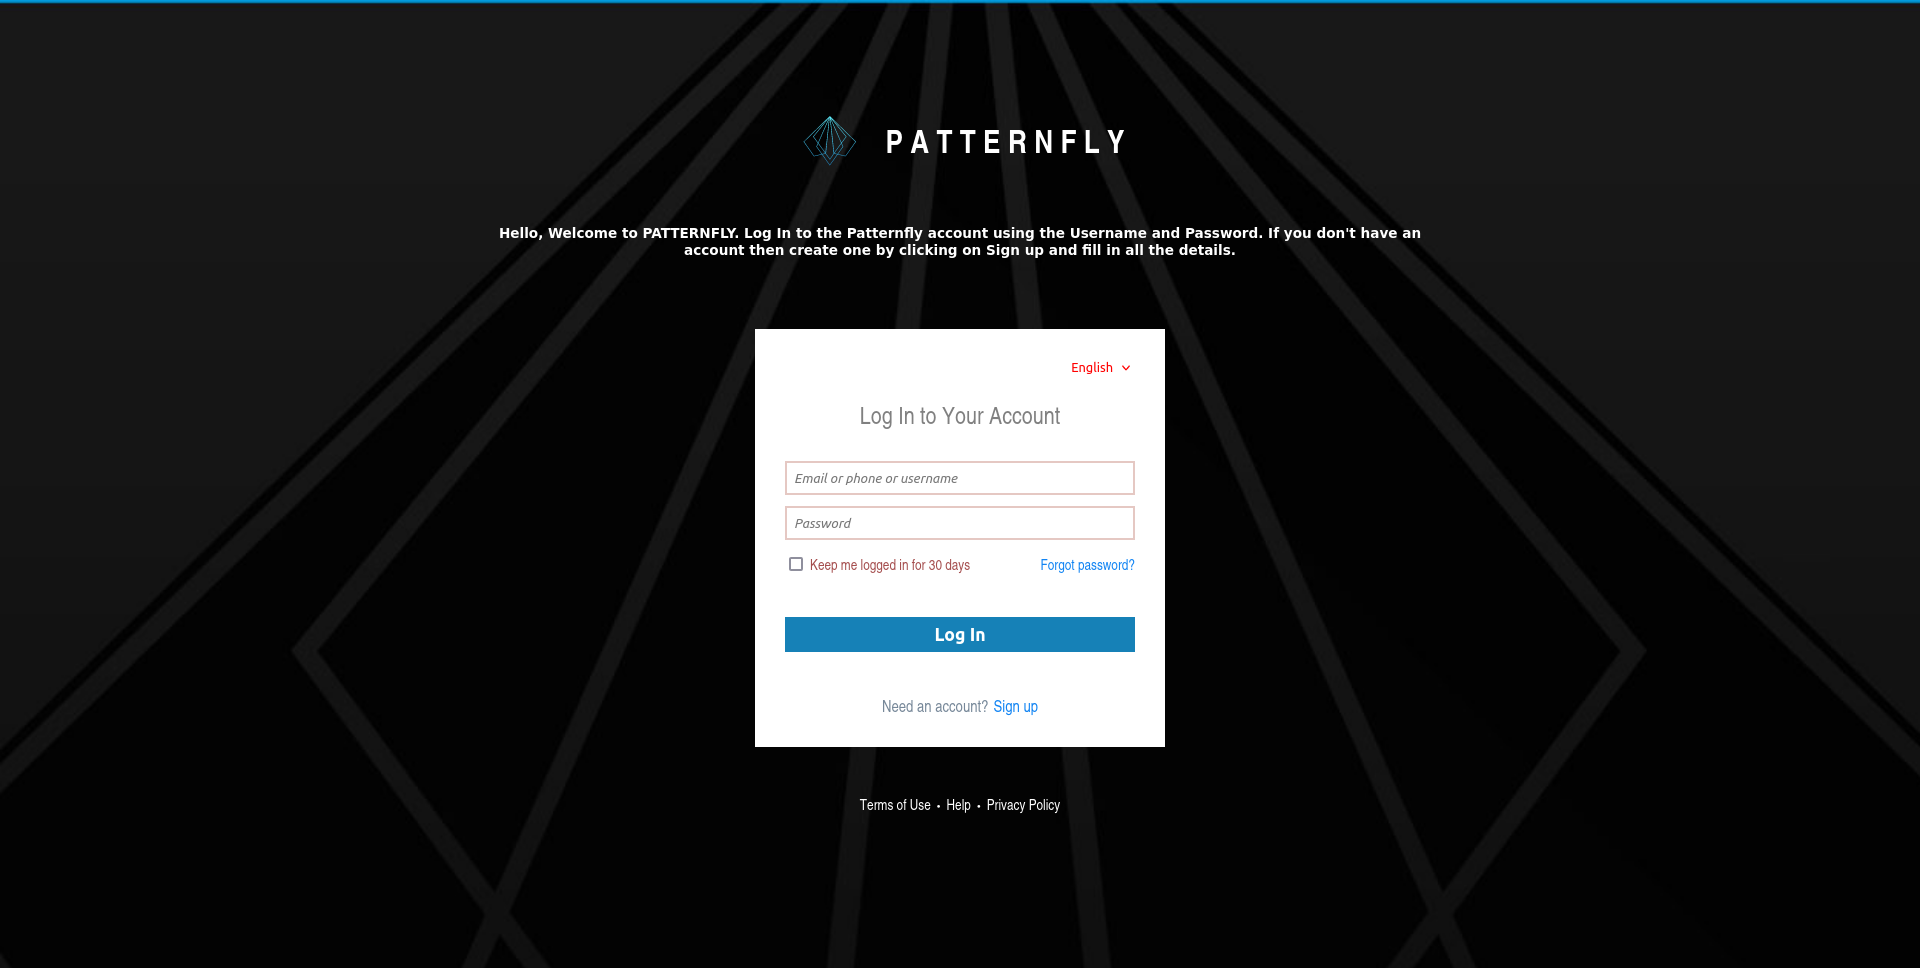 PATTERNFLY
Hello, Welcome to PATTERNFLY. Log In to the Patternfly account using the Username and Password. If you don't have an
account then create one by clicking on Sign up and fill in all the details.
English
Log In to Your Account
Email or phone or username
Password
Keep me logged in for 30 days Forgot password?
Log In
Need an account? Sign up
Terms of Use • Help • Privacy Policy